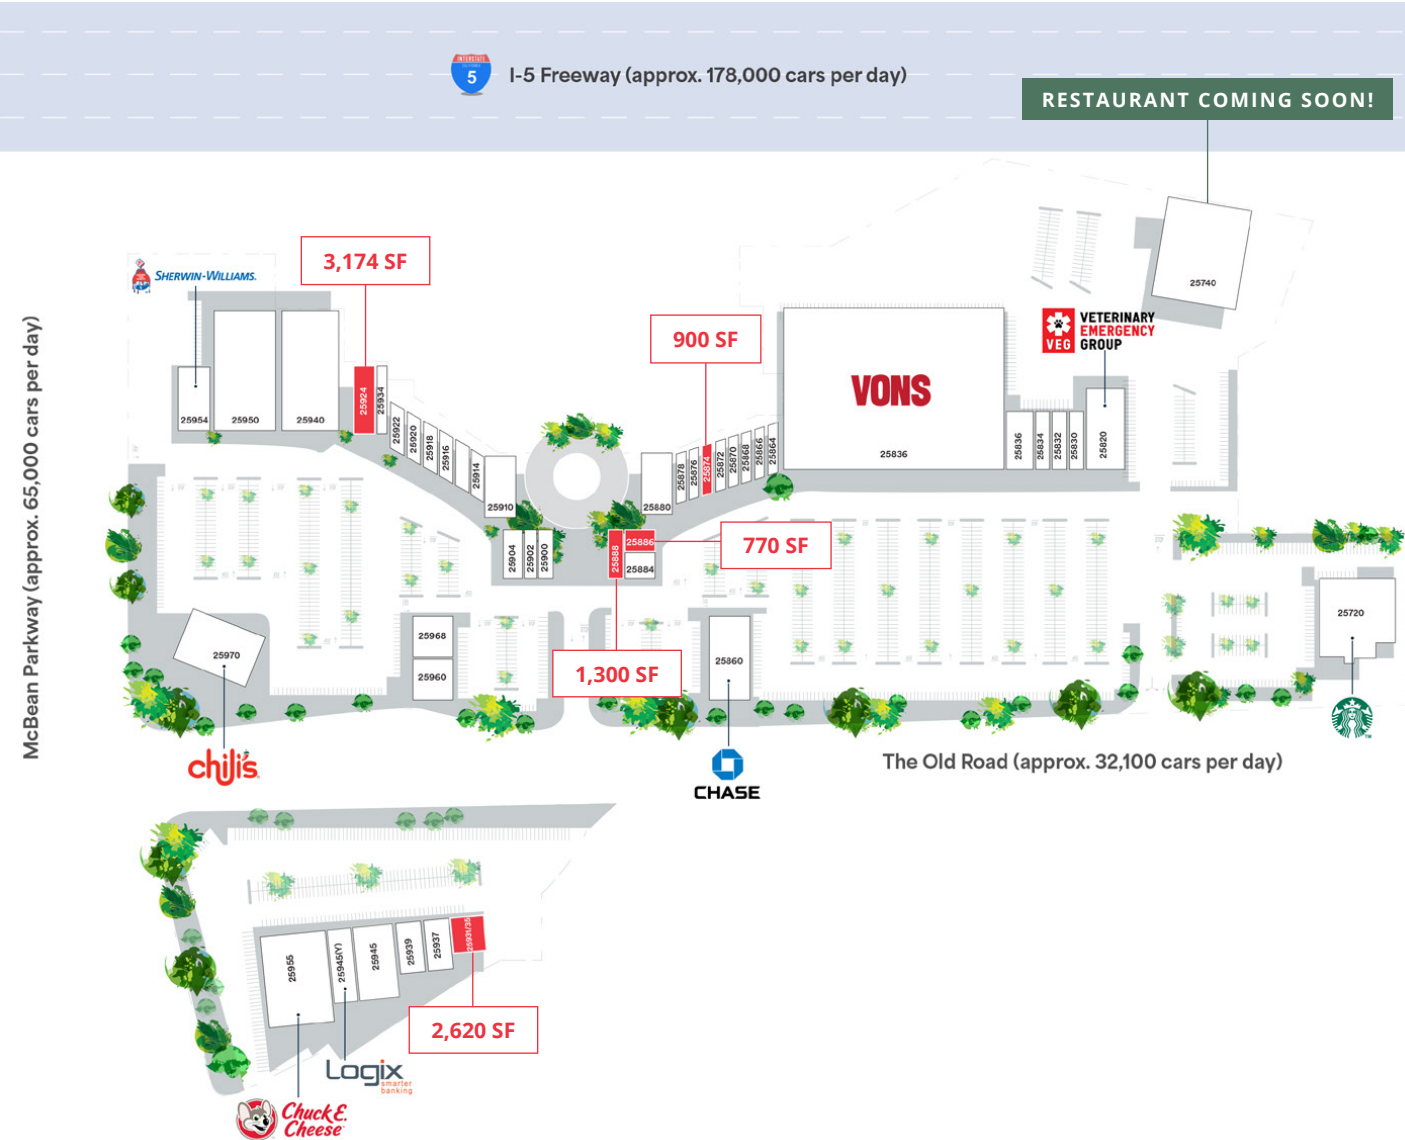 INTERSTATE
5
I-5 Freeway (approx. 178,000 cars per day)
RESTAURANT COMING SOON!
25740
SHERWIN-WILLIAMS.
3,174 SF
900 SF
VEG
VETERINARY
EMERGENCY
GROUP
McBean Parkway (approx. 65,000 cars per day)
25954
25950
25940
25924
25934
25922
25920
25918
25916
25914
25910
25880
25878
25876
25874
25872
25870
25868
25866
25864
VONS
25836
25836
25834
25832
25830
25820
25904
25902
25900
25888
25886
25884
770 SF
1,300 SF
25970
25968
25960
25860
25720
chili's
CHASE
The Old Road (approx. 32,100 cars per day)
25955
25945(Y)
25945
25939
25937
25931/35
2,620 SF
Logix
smarter
banking
Chuck E.
Cheese